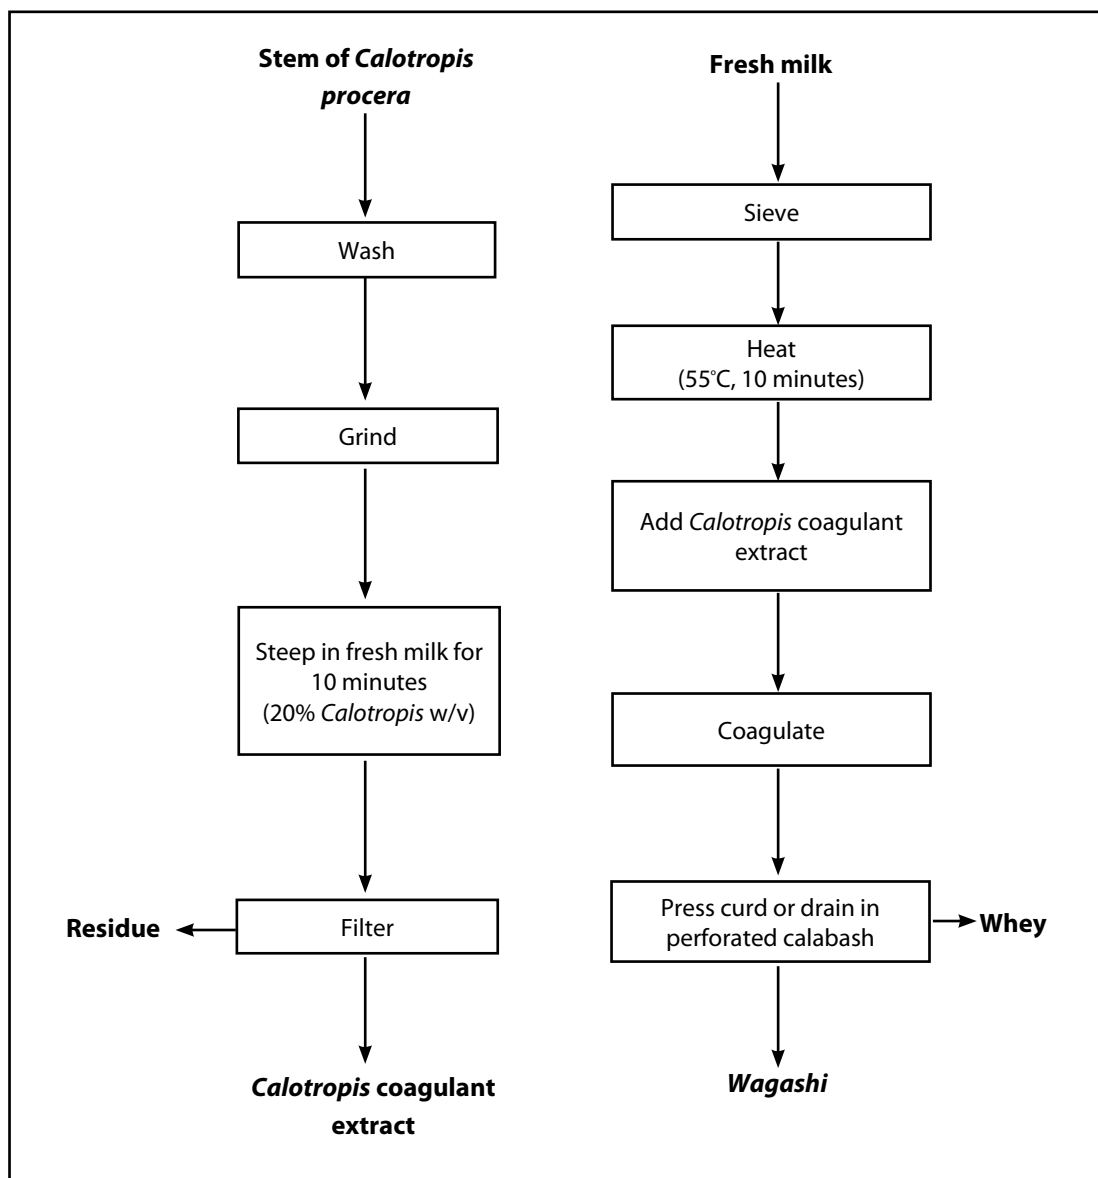 Stem of Calotropis
procera
Wash
Grind
Steep in fresh milk for
10 minutes
(20% Calotropis w/v)
Filter
Residue
Calotropis coagulant
extract
Fresh milk
Sieve
Heat
(55°C, 10 minutes)
Add Calotropis coagulant
extract
Coagulate
Press curd or drain in
perforated calabash
Whey
Wagashi